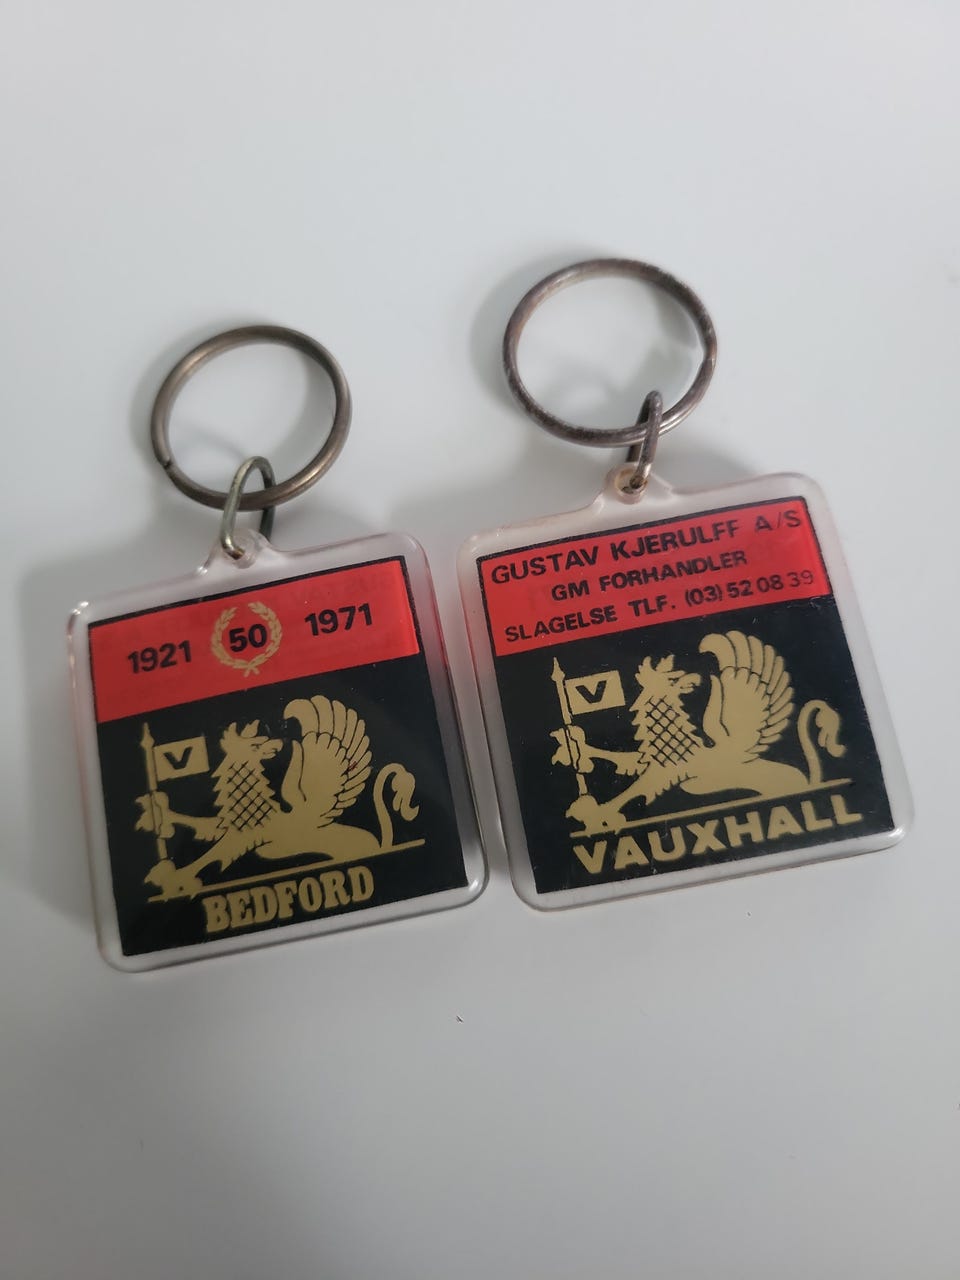 1921 50 1971
V
BEDFORD
GUSTAV KJERULFF A/S
GM FORHANDLER
SLAGELSE TLF. (03) 52 08 39
V
VAUXHALL